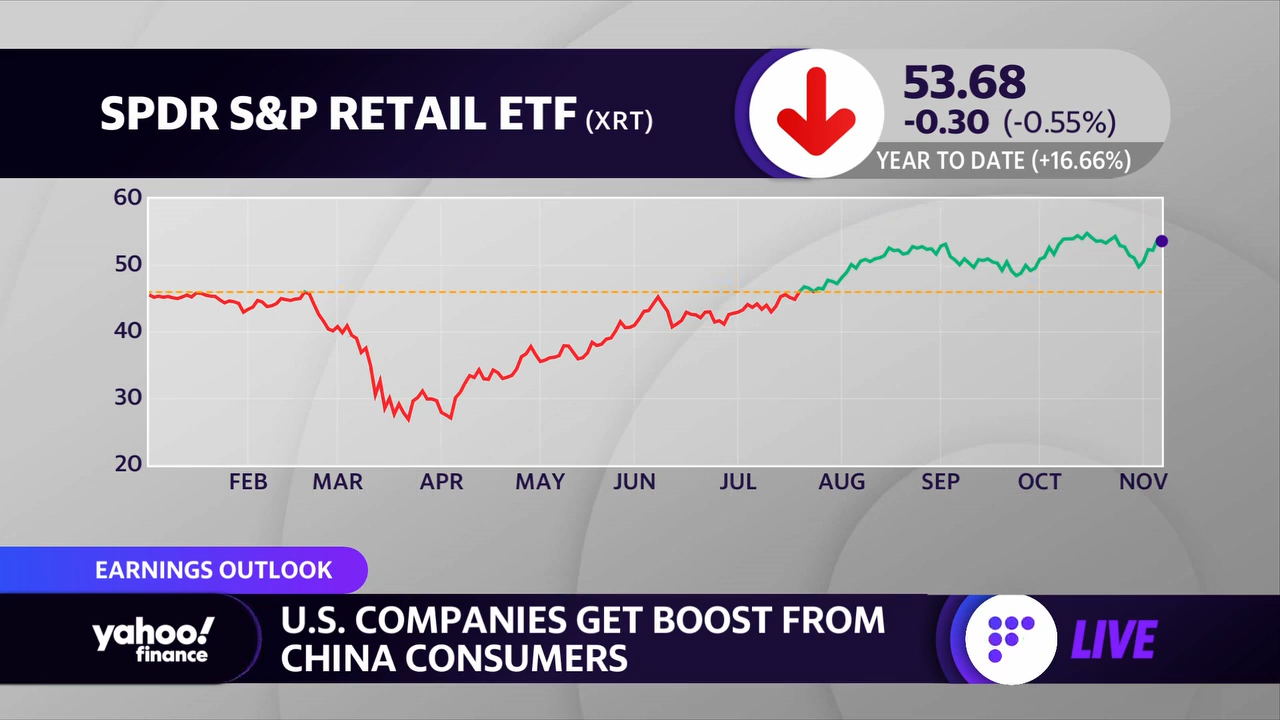 SPDR S&P RETAIL ETF (XRT)
53.68
-0.30 (-0.55%)
YEAR TO DATE (+16.66%)
60
50
40
30
20
FEB MAR APR MAY JUN JUL AUG SEP OCT NOV
EARNINGS OUTLOOK
yahoo!
finance
U.S. COMPANIES GET BOOST FROM
CHINA CONSUMERS
LIVE